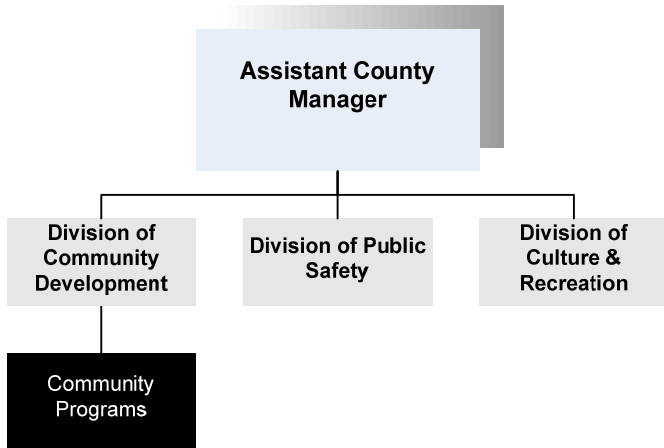 Assistant County
Manager
Division of
Community
Development
Division of Public
Safety
Division of
Culture &
Recreation
Community
Programs